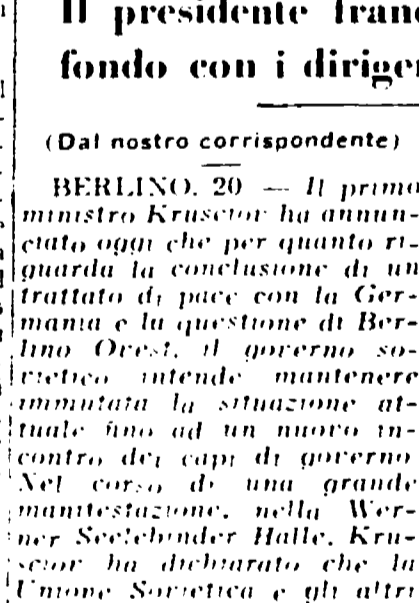 Il presidente fran
fondo con i dirigen
(Dal nostro corrispondente)
BERLINO, 20 — Il primo
ministro Krusciov ha annun-
ciato oggi che per quanto ri-
guarda la conclusione di un
trattato di pace con la Ger-
mania e la questione di Ber-
lino Ovest, il governo so-
vietico intende mantenere
immutata la situazione at-
tuale fino ad un nuovo in-
contro dei capi di governo
Nel corso di una grande
manifestazione, nella Wer-
ner Seelebinder Halle, Kru-
sciov ha dichiarato che la
Unione Sovietica e gli altri